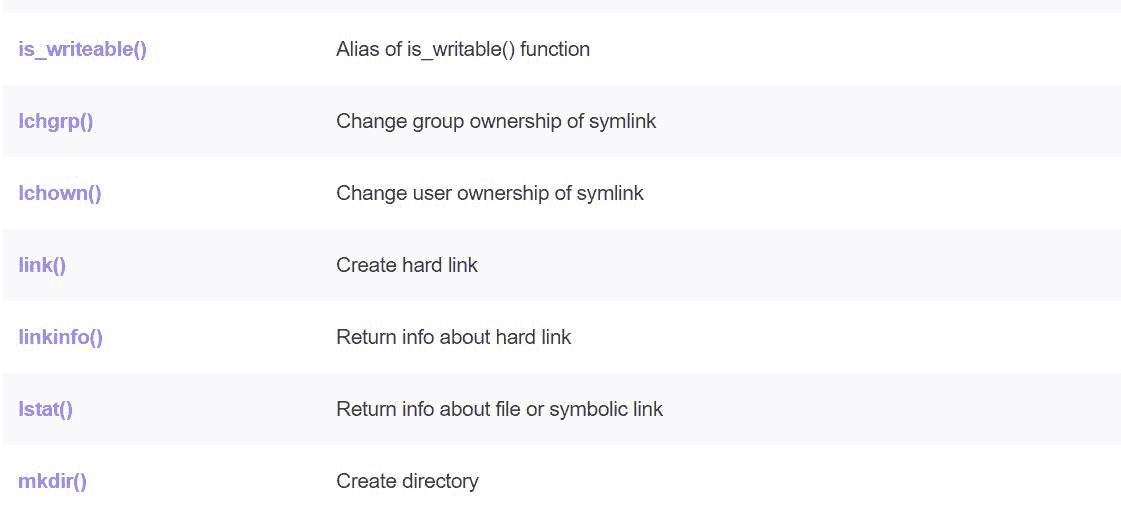 is_writeable() Alias of is_writable() function
lchgrp() Change group ownership of symlink
lchown() Change user ownership of symlink
link() Create hard link
linkinfo() Return info about hard link
lstat() Return info about file or symbolic link
mkdir() Create directory